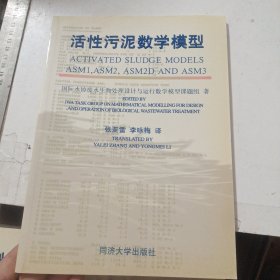 活性污泥数学模型
ACTIVATED SLUDGE MODELS
ASM1, ASM2, ASM2D AND ASM3
国际水协废水生物处理设计与运行数学模型课题组 著
EDITED BY
IWA TASK GROUP ON MATHEMATICAL MODELLING FOR DESIGN
AND OPERATION OF BIOLOGICAL WASTEWATER TREATMENT
张亚雷 李咏梅 译
TRANSLATED BY
YALEI ZHANG AND YONGMEI LI
同济大学出版社